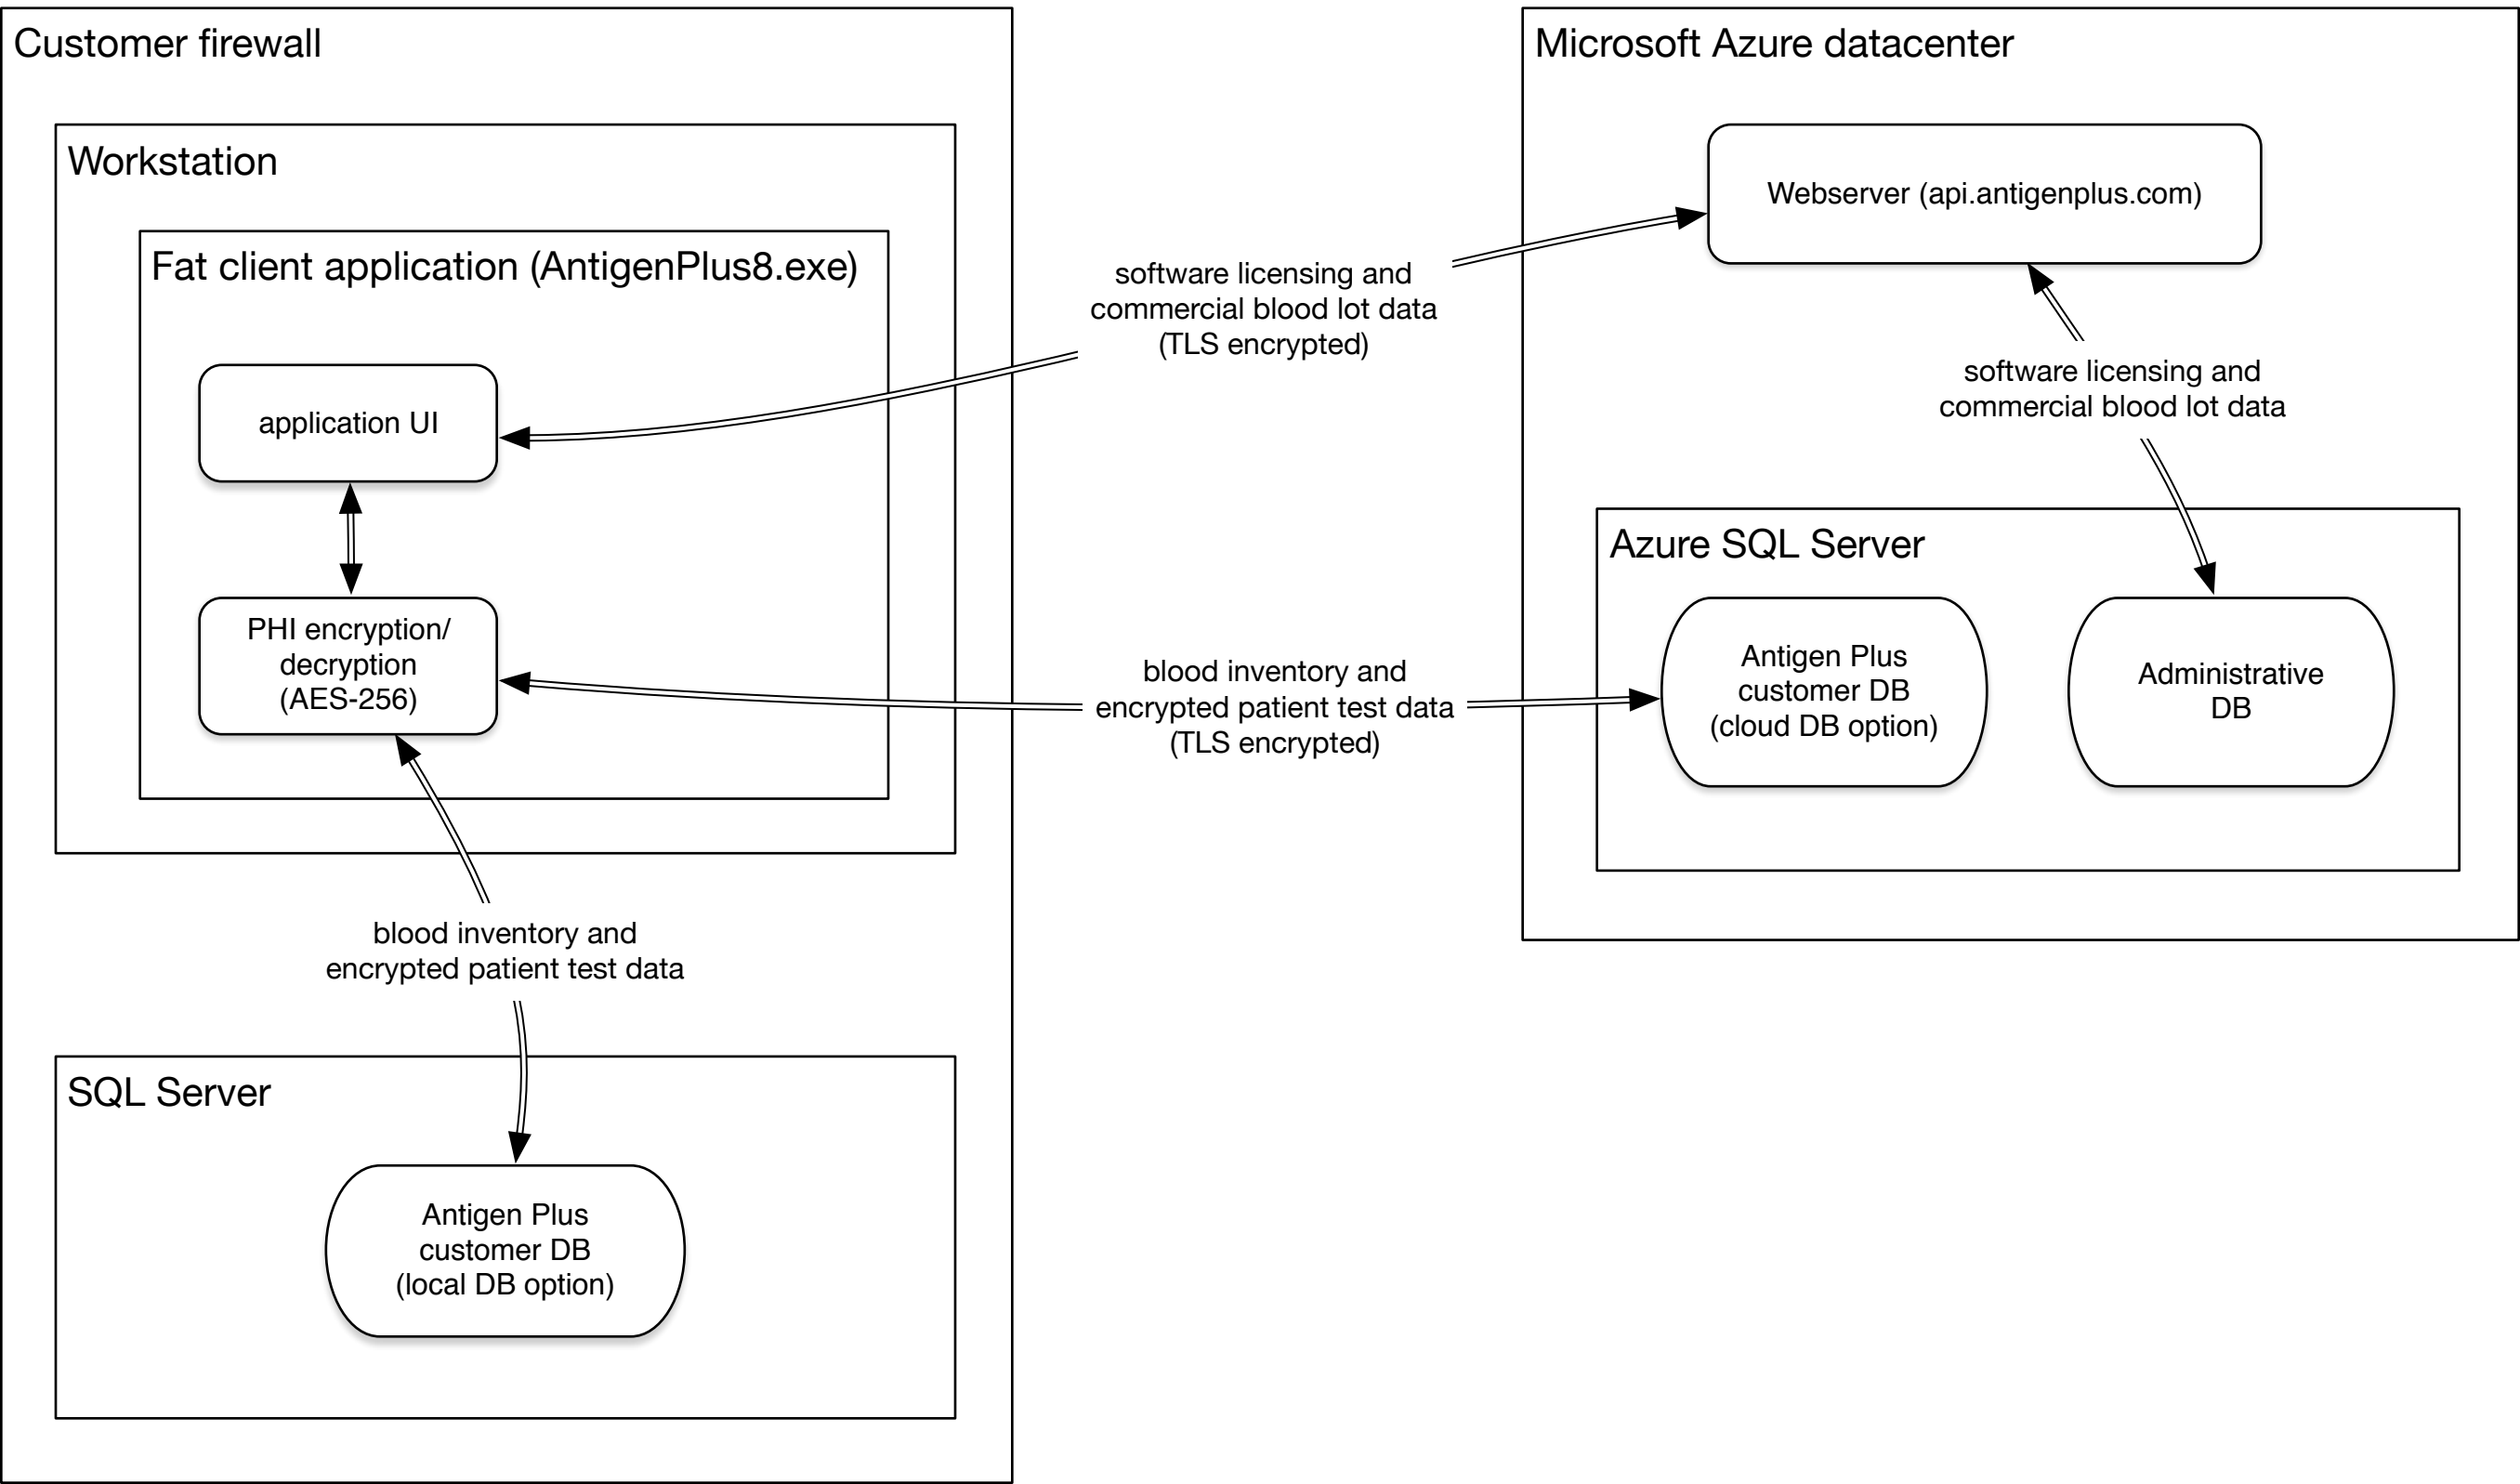 Customer firewall
Workstation
Fat client application (AntigenPlus8.exe)
application UI
PHI encryption/
decryption
(AES-256)
blood inventory and
encrypted patient test data
SQL Server
Antigen Plus
customer DB
(local DB option)
software licensing and
commercial blood lot data
(TLS encrypted)
blood inventory and
encrypted patient test data
(TLS encrypted)
Microsoft Azure datacenter
Webserver (api.antigenplus.com)
software licensing and
commercial blood lot data
Azure SQL Server
Antigen Plus
customer DB
(cloud DB option)
Administrative
DB